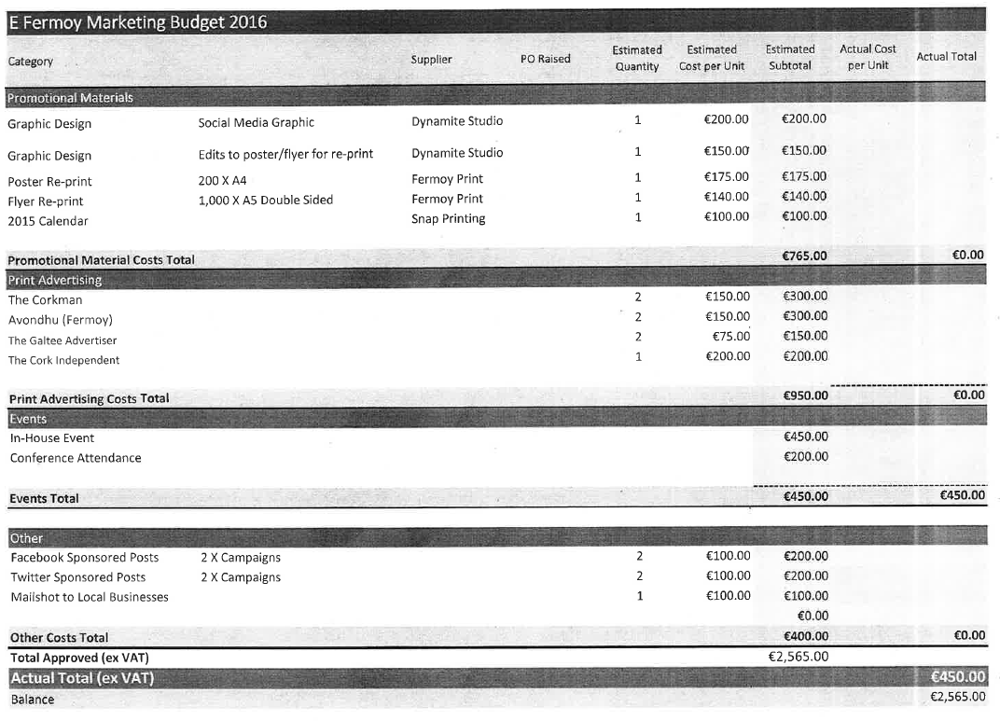 E Fermoy Marketing Budget 2016
Category Supplier PO Raised Estimated Quantity Estimated Cost per Unit Estimated Subtotal Actual Cost per Unit Actual Total
Promotional Materials
Graphic Design Social Media Graphic Dynamite Studio 1 €200.00 €200.00
Graphic Design Edits to poster/flyer for re-print Dynamite Studio 1 €150.00 €150.00
Poster Re-print 200 X A4 Fermoy Print 1 €175.00 €175.00
Flyer Re-print 1,000 X A5 Double Sided Fermoy Print 1 €140.00 €140.00
2015 Calendar Snap Printing 1 €100.00 €100.00
Promotional Material Costs Total €765.00 €0.00
Print Advertising
The Corkman 2 €150.00 €300.00
Avondhu (Fermoy) 2 €150.00 €300.00
The Galtee Advertiser 2 €75.00 €150.00
The Cork Independent 1 €200.00 €200.00
Print Advertising Costs Total €950.00 €0.00
Events
In-House Event €450.00
Conference Attendance €200.00
Events Total €450.00 €450.00
Other
Facebook Sponsored Posts 2 X Campaigns 2 €100.00 €200.00
Twitter Sponsored Posts 2 X Campaigns 2 €100.00 €200.00
Mailshot to Local Businesses 1 €100.00 €100.00
€0.00
Other Costs Total €400.00 €0.00
Total Approved (ex VAT) €2,565.00
Actual Total (ex VAT) €450.00
Balance €2,565.00